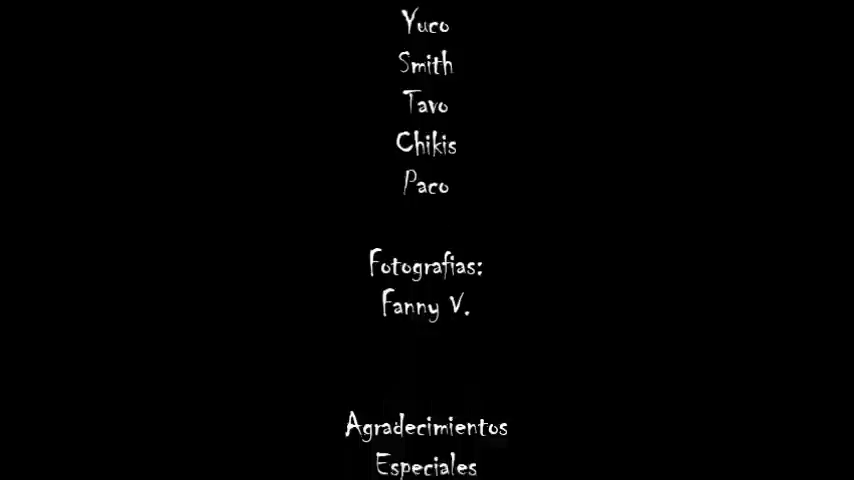 Yuco
Smith
Tavo
Chikis
Paco
Fotografias:
Fanny V.
Agradecimientos
Especiales